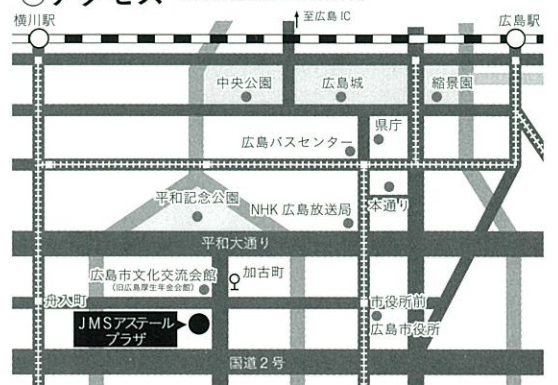 アクセス
横川駅
至広島IC
広島駅
中央公園
広島城
縮景園
県庁
広島バスセンター
平和記念公園
NHK広島放送局
本通り
平和大通り
広島市文化交流会館
(旧広島厚生年金会館)
加古町
舟入町
市役所前
広島市役所
JMSアステール
プラザ
国道2号